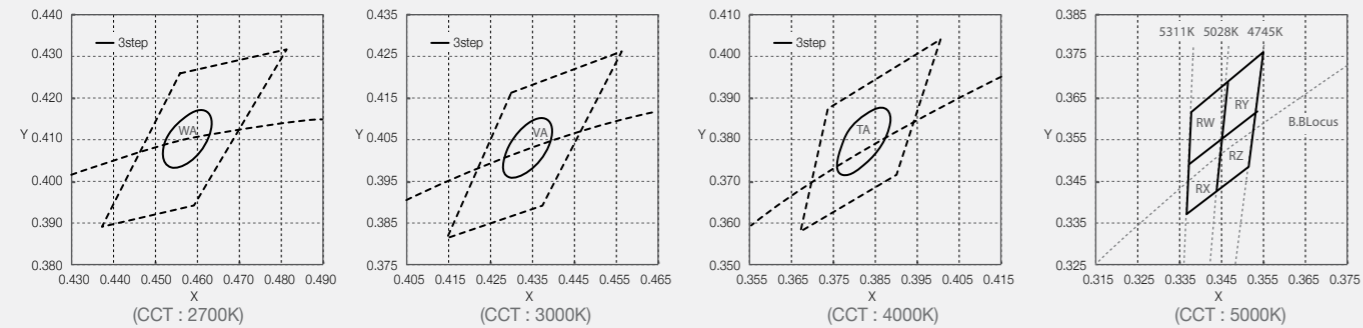 0.440
0.430
0.420
Y 0.410
0.400
0.390
0.380
3step
WA
0.430 0.440 0.450 0.460 0.470 0.480 0.490
X
(CCT : 2700K)
0.435
0.425
0.415
Y 0.405
0.395
0.385
0.375
3step
VA
0.405 0.415 0.425 0.435 0.445 0.455 0.465
X
(CCT : 3000K)
0.410
0.400
0.390
Y 0.380
0.370
0.360
0.350
3step
TA
0.355 0.365 0.375 0.385 0.395 0.405 0.415
X
(CCT : 4000K)
0.385
0.375
0.365
Y 0.355
0.345
0.335
0.325
5311K 5028K 4745K
RW RY
B.BLocus
RX RZ
0.315 0.325 0.335 0.345 0.355 0.365 0.375
X
(CCT : 5000K)